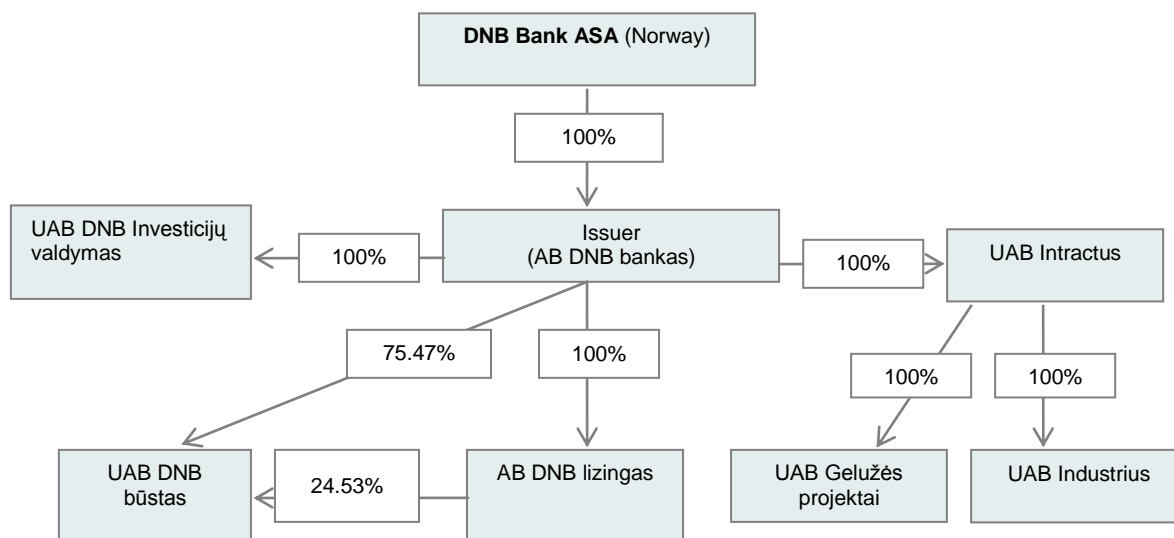 DNB Bank ASA (Norway)
100%
UAB DNB Investicijų
valdymas
100%
Issuer
(AB DNB bankas)
100%
UAB Intractus
75.47%
100%
100%
100%
UAB DNB
būstas
24.53%
AB DNB lizingas
UAB Gelužės
projektai
UAB Industrius